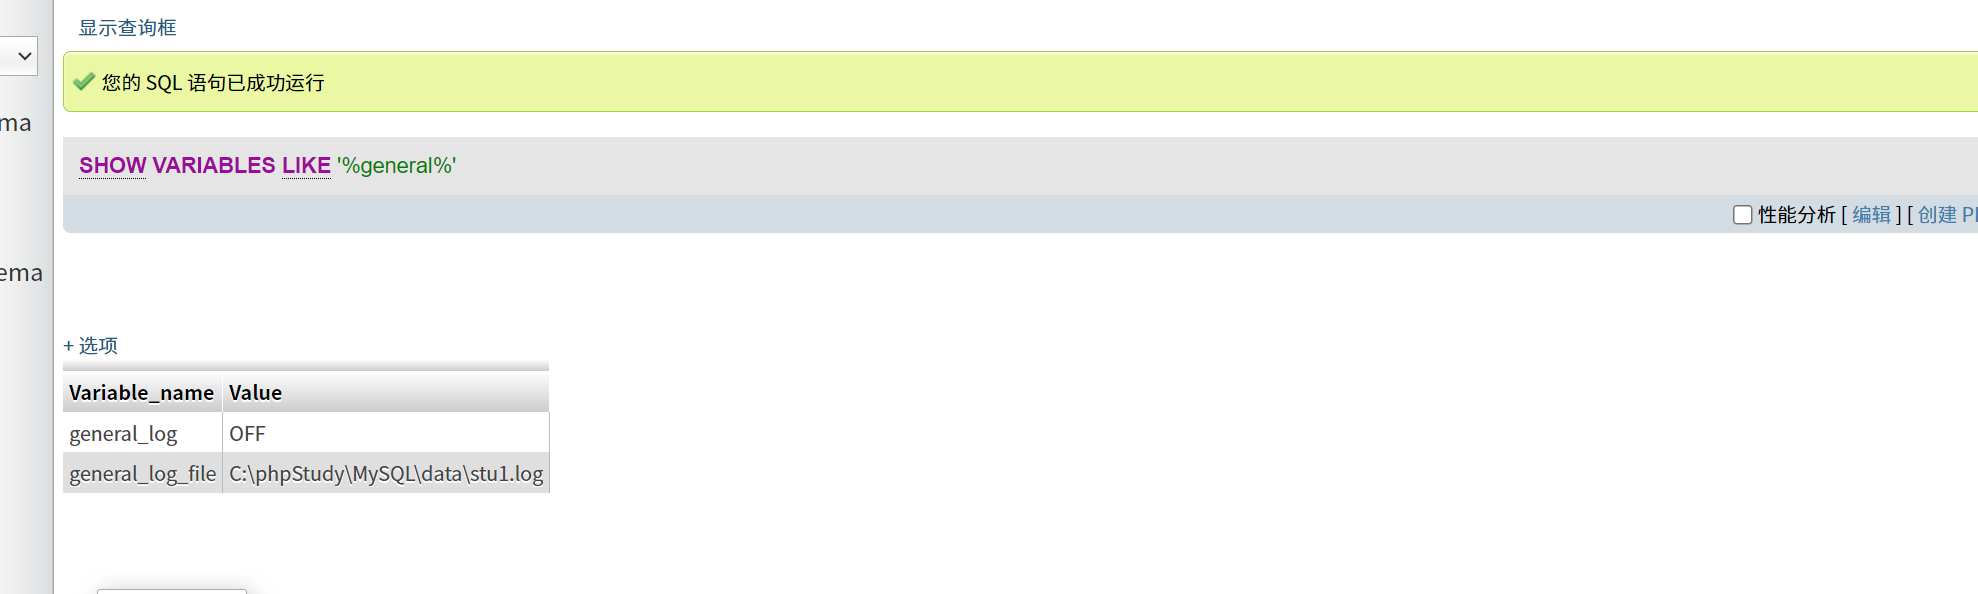 显示查询框
您的 SQL 语句已成功运行
ma
SHOW VARIABLES LIKE '%general%'
性能分析 [ 编辑 ] [ 创建
ema
+ 选项
Variable_name Value
general_log OFF
general_log_file C:\phpStudy\MySQL\data\stu1.log